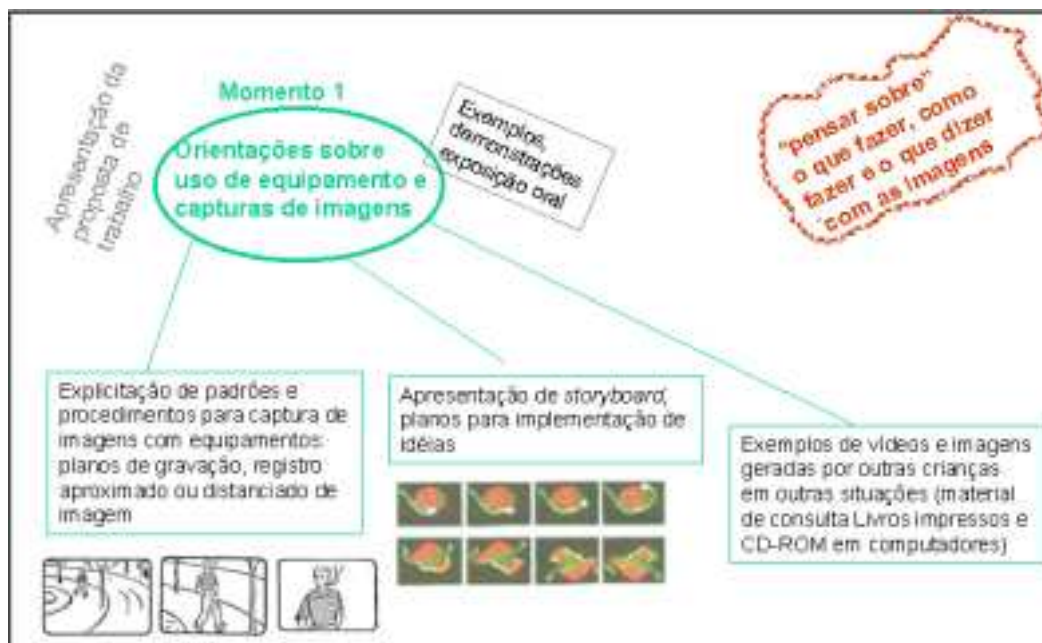 Apresentação da
proposta de
trabalho
Momento 1
Orientações sobre
uso de equipamento e
capturas de imagens
Exemplos,
demonstrações
exposição oral
"pensar sobre"
o que fazer, como
fazer e o que dizer
com as imagens
Explicitação de padrões e
procedimentos para captura de
imagens com equipamentos:
planos de gravação, registro
aproximado ou distanciado de
imagem
Apresentação de storyboard,
planos para implementação de
idéias
Exemplos de vídeos e imagens
geradas por outras crianças
em outras situações (material
de consulta Livros impressos e
CD-ROM em computadores)